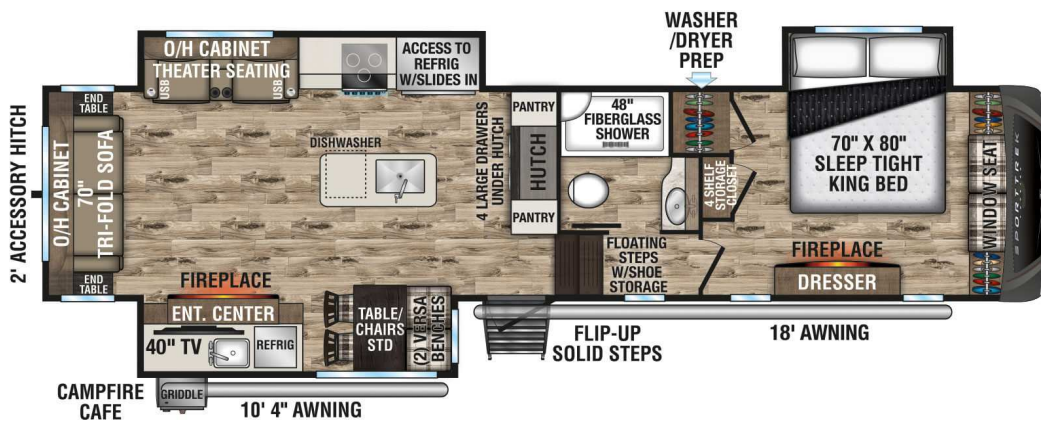 WASHER
/DRYER
PREP
O/H CABINET
THEATER SEATING
USB
USB
ACCESS TO
REFRIG
W/SLIDES IN
END
TABLE
2' ACCESSORY HITCH
O/H CABINET
70"
TRI-FOLD SOFA
END
TABLE
DISHWASHER
4 LARGE DRAWERS
UNDER HUTCH
PANTRY
HUTCH
PANTRY
48"
FIBERGLASS
SHOWER
4 SHELF
STORAGE
CLOSET
70" X 80"
SLEEP TIGHT
KING BED
WINDOW SEAT
SPORTTREK
FLOATING
STEPS
W/SHOE
STORAGE
FIREPLACE
DRESSER
FIREPLACE
ENT. CENTER
40" TV
REFRIG
TABLE/
CHAIRS
STD
(2) VERSA
BENCHES
FLIP-UP
SOLID STEPS
18' AWNING
CAMPFIRE
CAFE
GRIDDLE
10' 4" AWNING